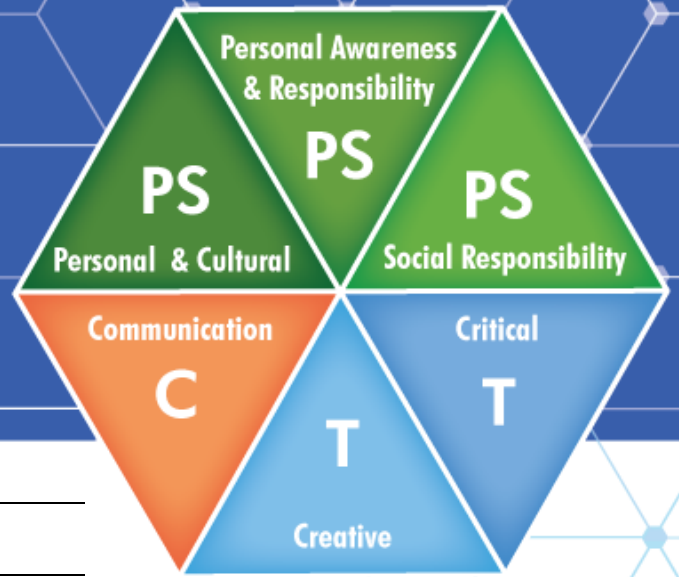 Personal Awareness
& Responsibility
PS
PS
Personal & Cultural
PS
Social Responsibility
Communication
C
Critical
T
T
Creative